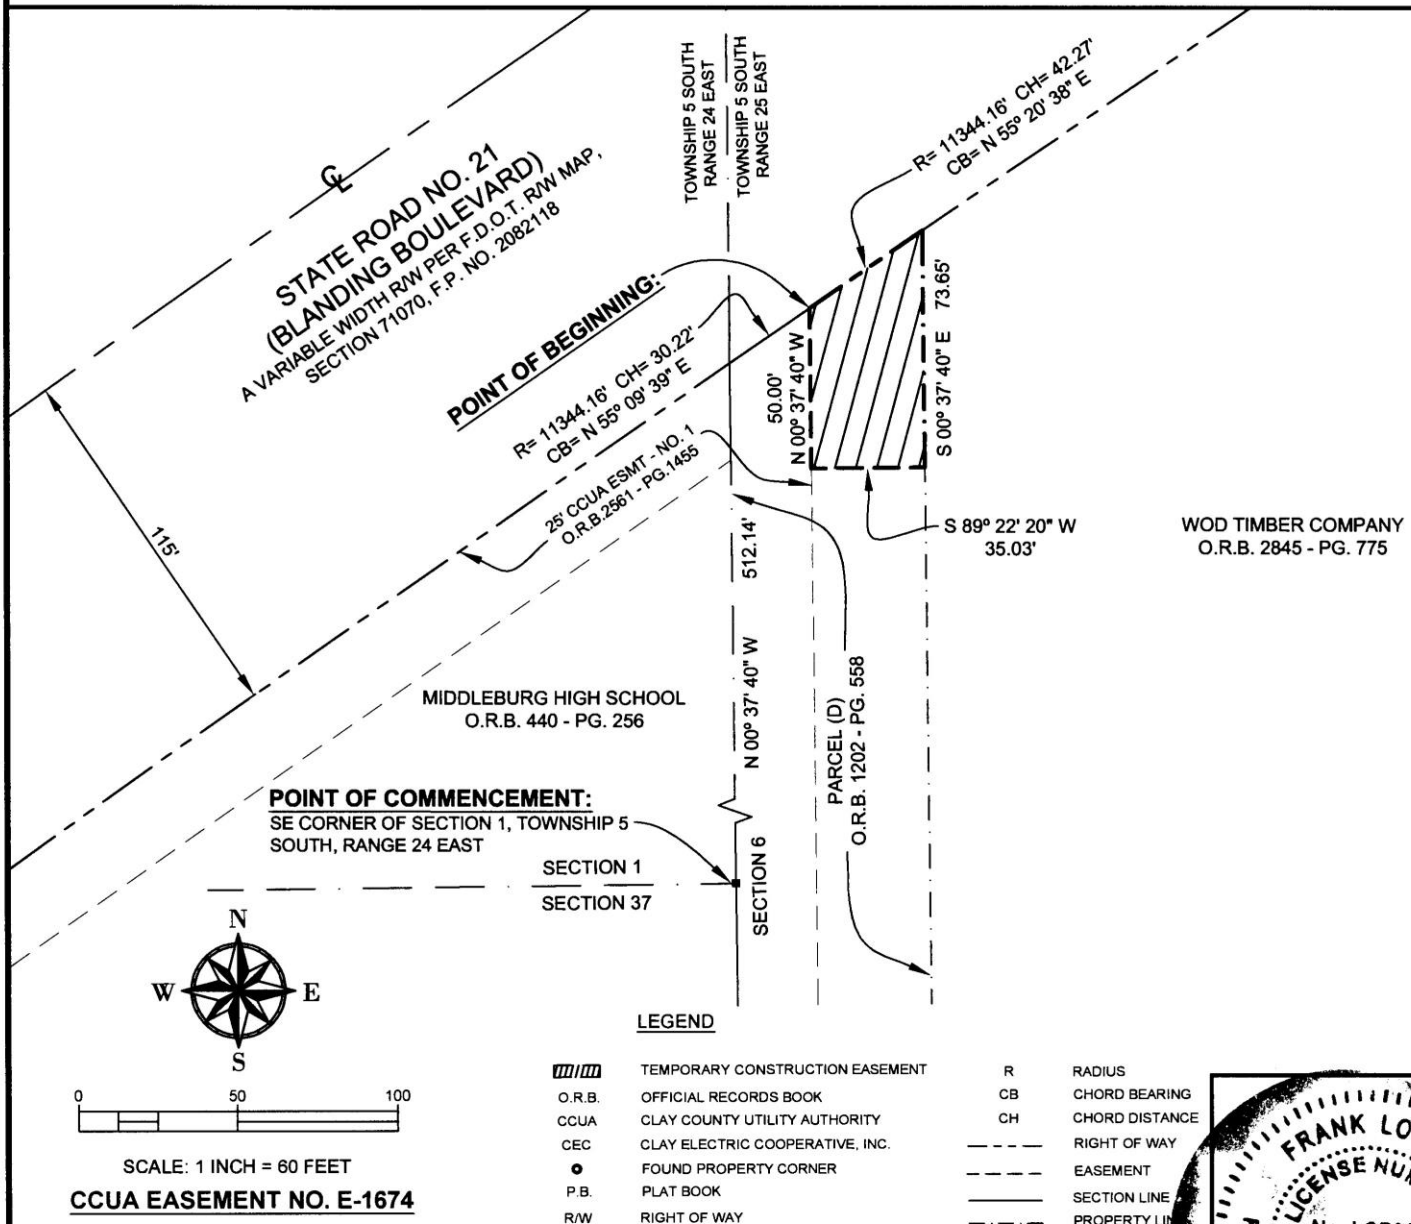 TOWNSHIP 5 SOUTH
RANGE 24 EAST
TOWNSHIP 5 SOUTH
RANGE 25 EAST
R= 11344.16' CH= 42.27'
CB= N 55° 20' 38" E
℄
STATE ROAD NO. 21
(BLANDING BOULEVARD)
A VARIABLE WIDTH R/W PER F.D.O.T. R/W MAP,
SECTION 71070, F.P. NO. 2082118
POINT OF BEGINNING:
R= 11344.16' CH= 30.22'
CB= N 55° 09' 39" E
50.00'
N 00° 37' 40" W
S 00° 37' 40" E 73.65'
25' CCUA ESMT - NO. 1
O.R.B.2561 - PG.1455
115'
S 89° 22' 20" W
35.03'
WOD TIMBER COMPANY
O.R.B. 2845 - PG. 775
N 00° 37' 40" W 512.14'
MIDDLEBURG HIGH SCHOOL
O.R.B. 440 - PG. 256
PARCEL (D)
O.R.B. 1202 - PG. 558
POINT OF COMMENCEMENT:
SE CORNER OF SECTION 1, TOWNSHIP 5
SOUTH, RANGE 24 EAST
SECTION 1
SECTION 37
SECTION 6
N
W E
S
0 50 100
SCALE: 1 INCH = 60 FEET
CCUA EASEMENT NO. E-1674
LEGEND
TEMPORARY CONSTRUCTION EASEMENT
O.R.B. OFFICIAL RECORDS BOOK
CCUA CLAY COUNTY UTILITY AUTHORITY
CEC CLAY ELECTRIC COOPERATIVE, INC.
FOUND PROPERTY CORNER
P.B. PLAT BOOK
R/W RIGHT OF WAY
R RADIUS
CB CHORD BEARING
CH CHORD DISTANCE
RIGHT OF WAY
EASEMENT
SECTION LINE
PROPERTY
FRANK LO
LICENSE NU